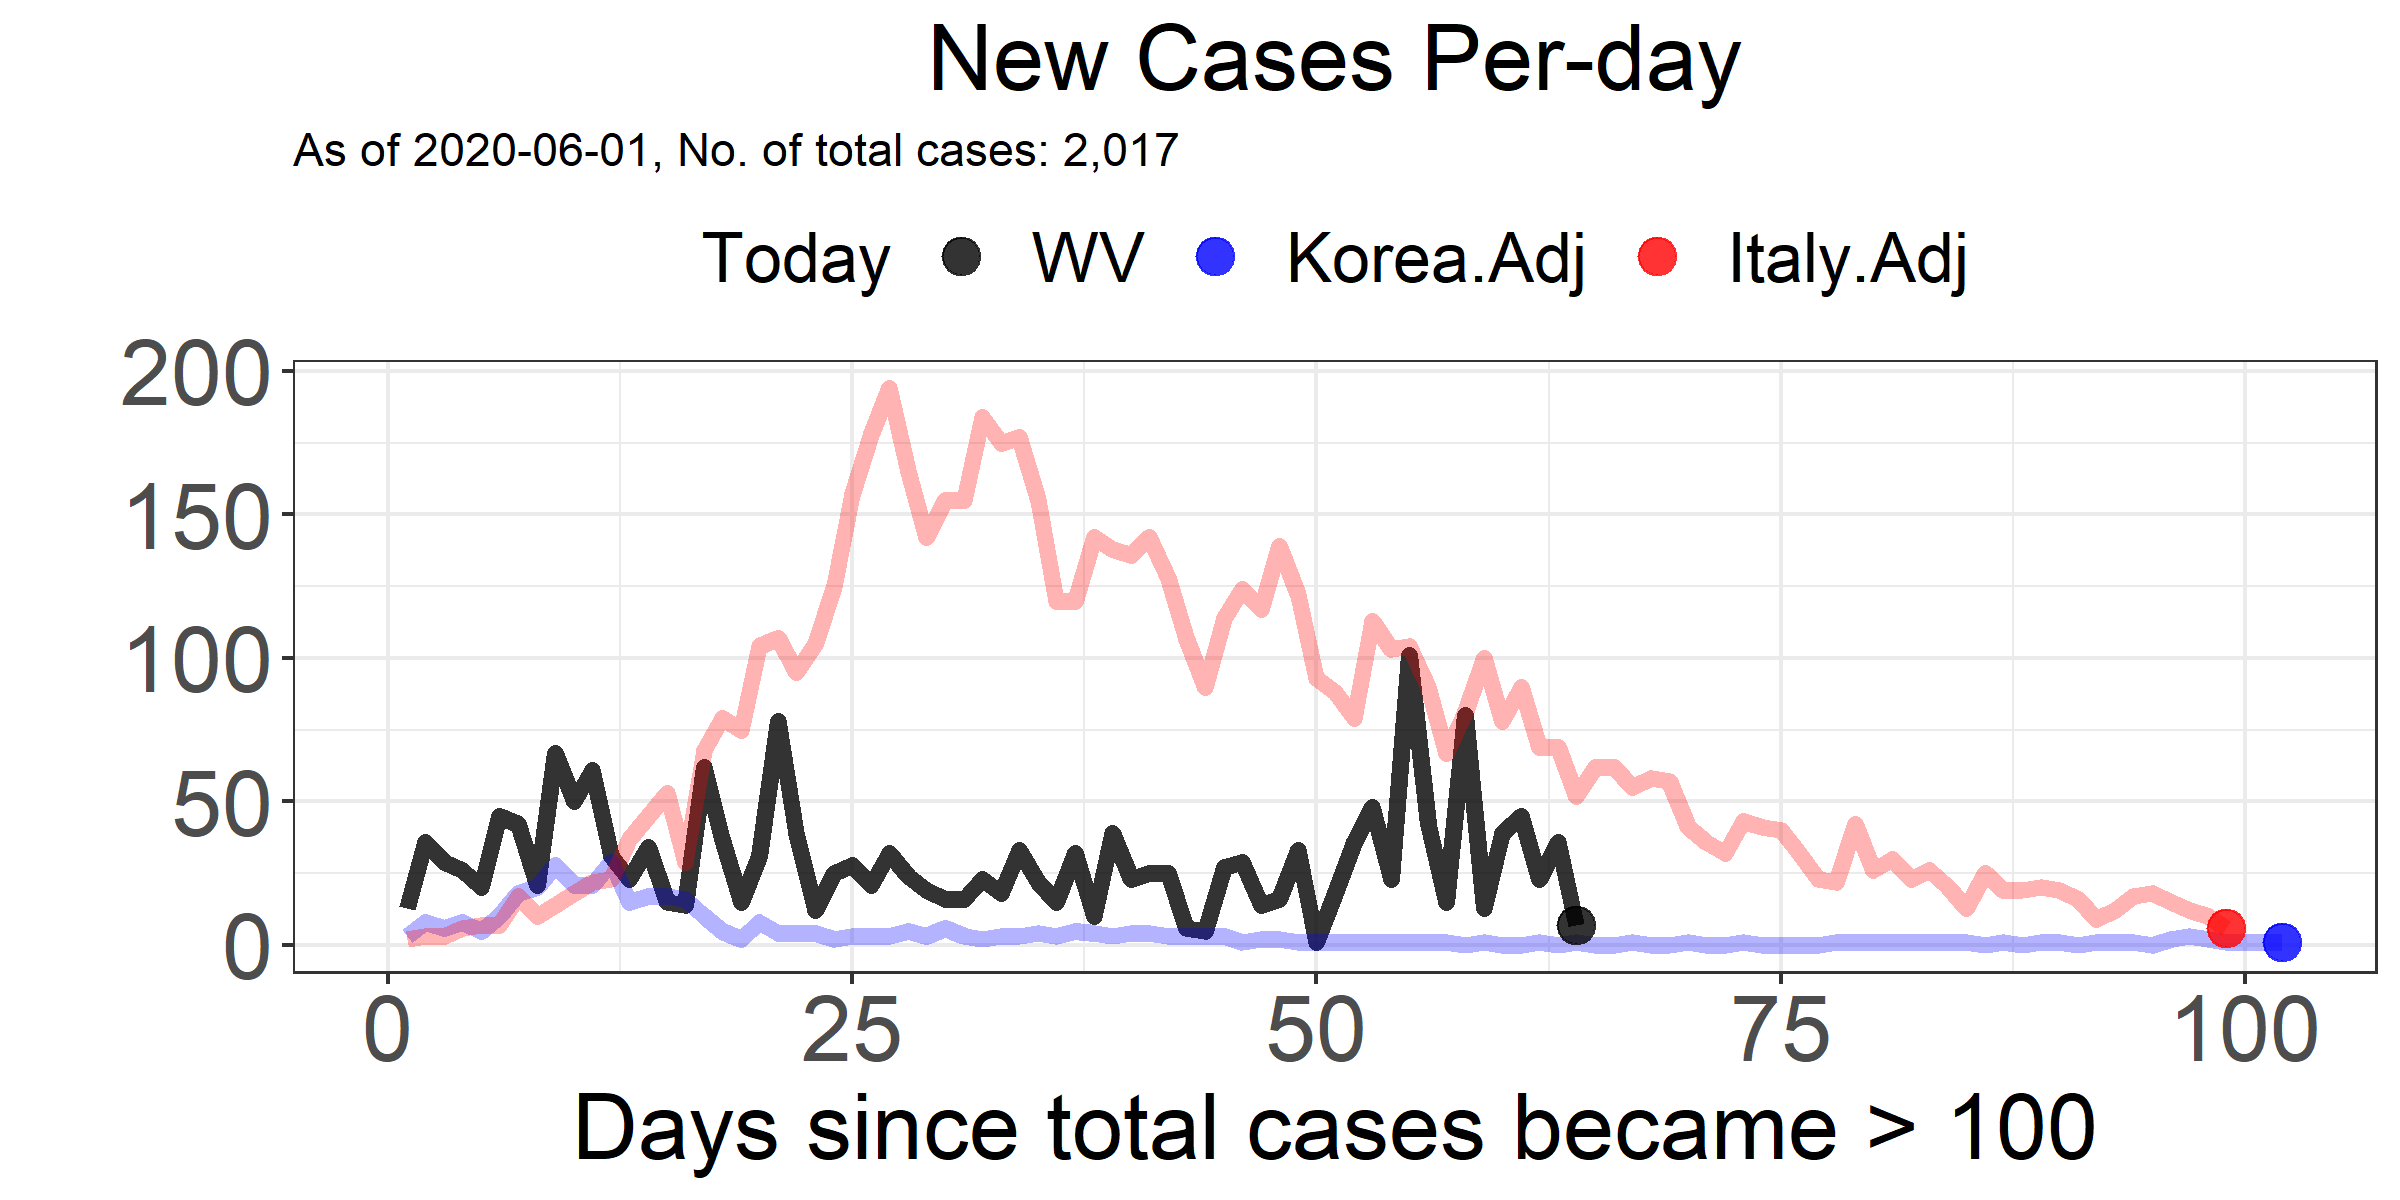 New Cases Per-day
As of 2020-06-01, No. of total cases: 2,017
Today WV Korea.Adj Italy.Adj
200
150
100
50
0
0 25 50 75 100
Days since total cases became > 100